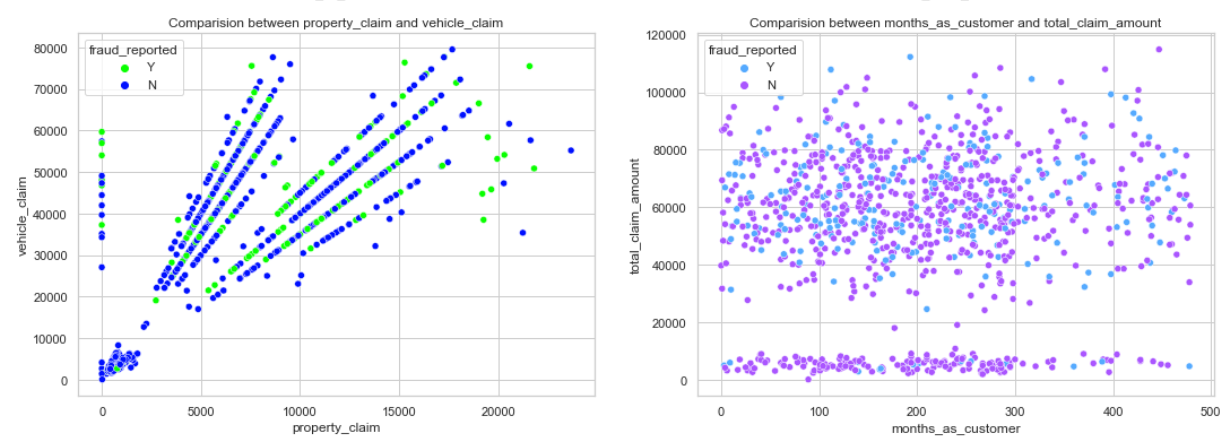 Comparision between property_claim and vehicle_claim
fraud_reported
Y
N
80000
70000
60000
50000
40000
30000
20000
10000
0
vehicle_claim
0
5000
10000
15000
20000
property_claim
Comparision between months_as_customer and total_claim_amount
fraud_reported
Y
N
120000
100000
80000
60000
40000
20000
0
total_claim_amount
0
100
200
300
400
500
months_as_customer